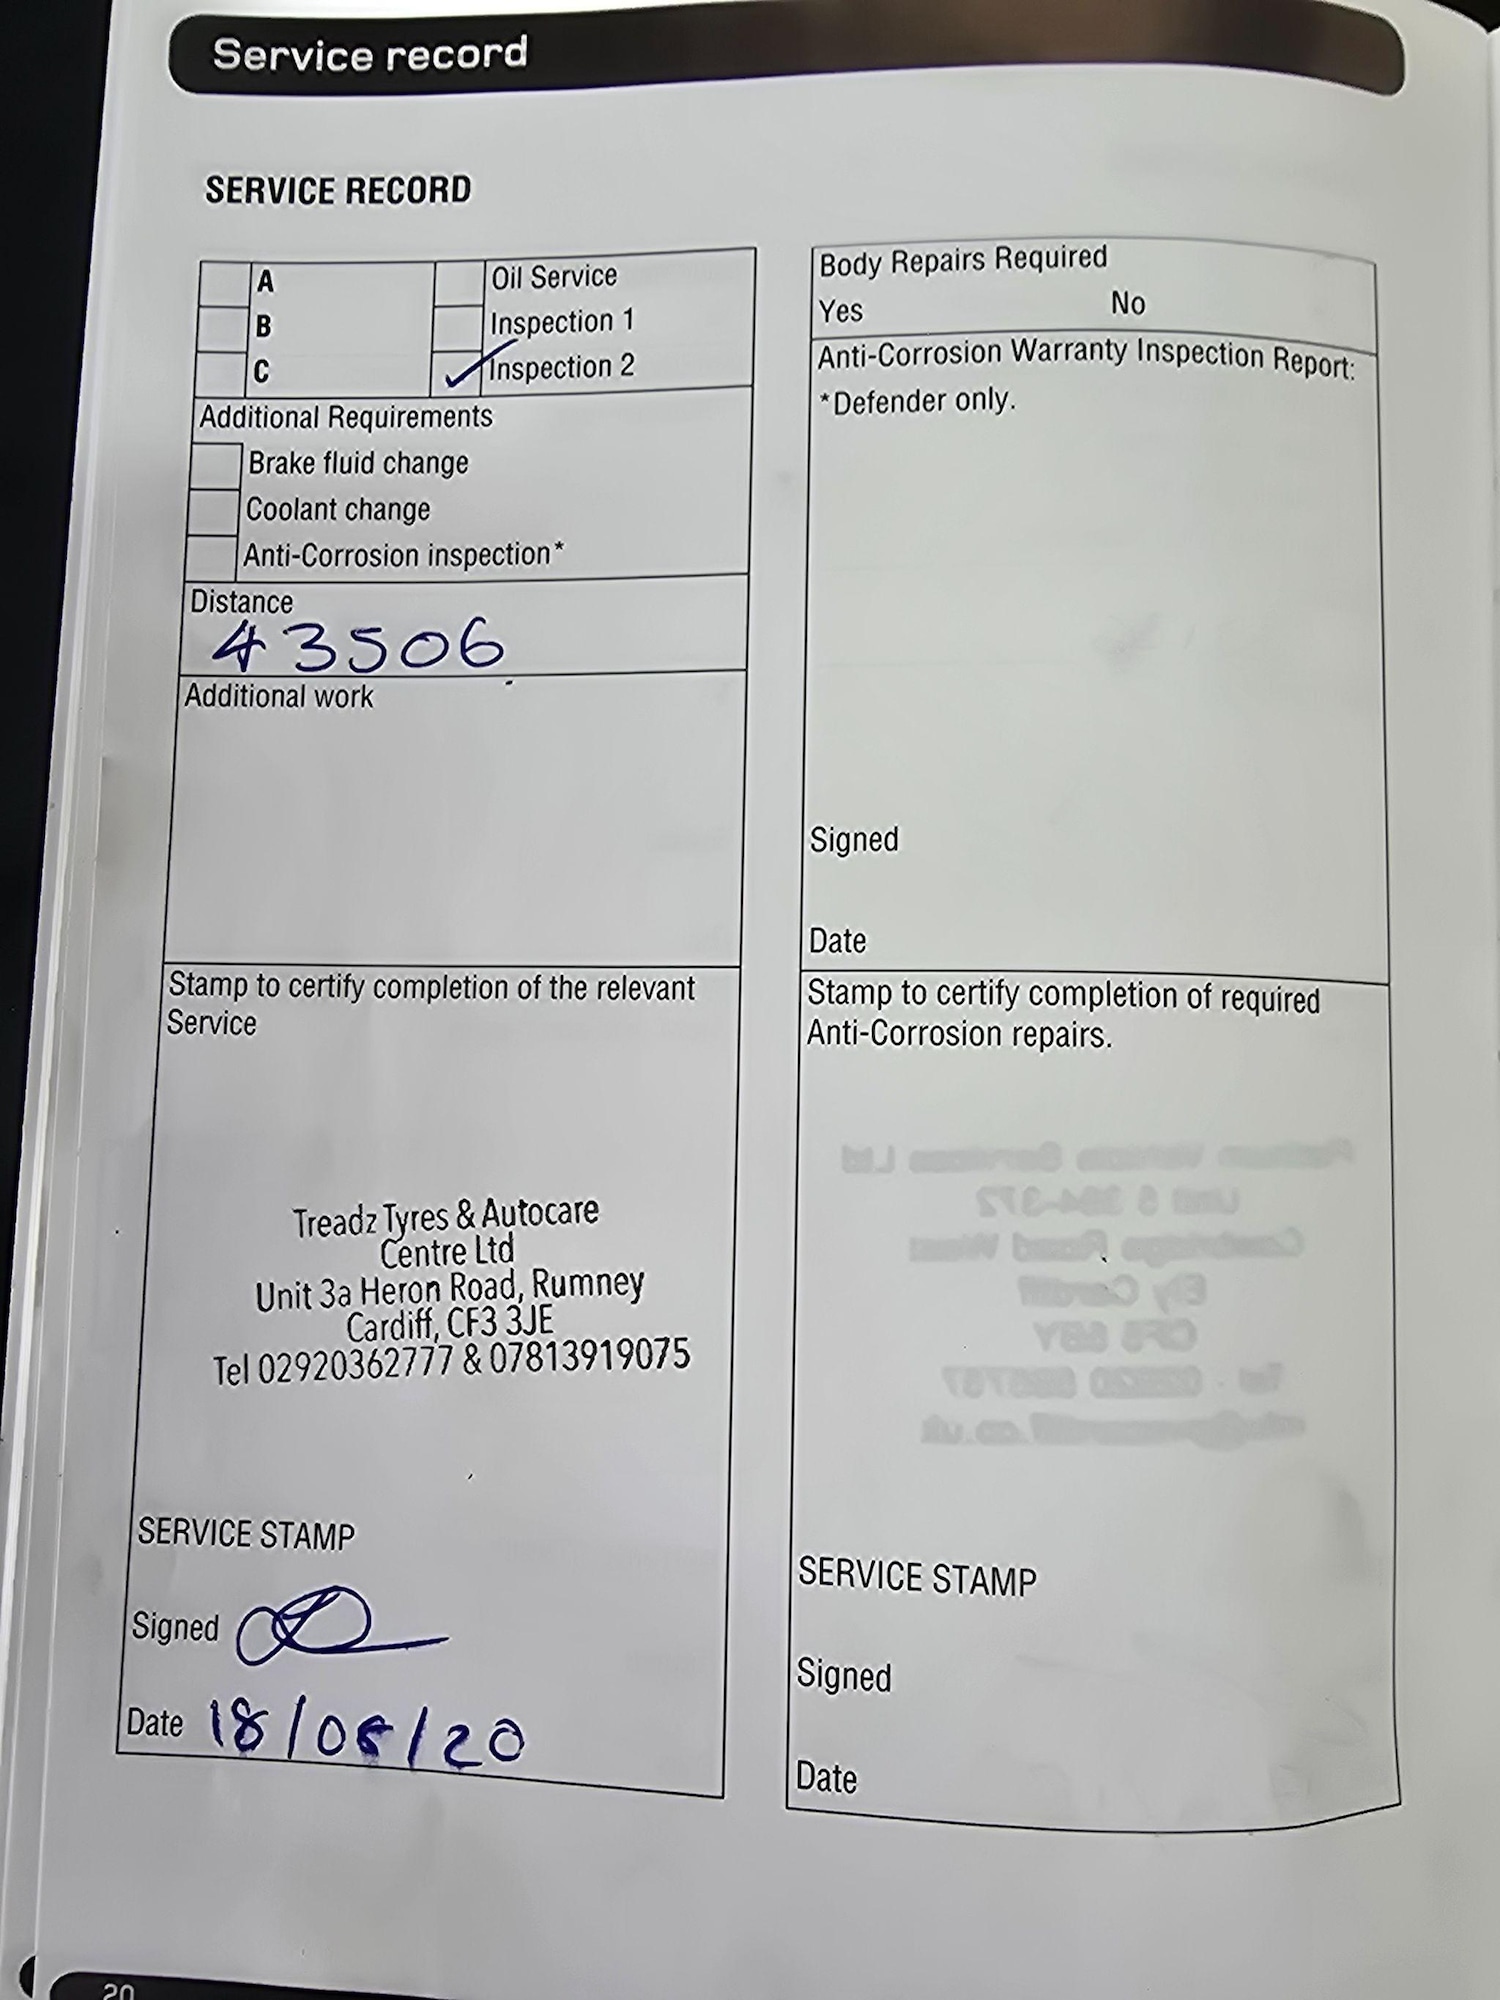 Service record
SERVICE RECORD
A
B
C
Oil Service
Inspection 1
Inspection 2
Additional Requirements
Brake fluid change
Coolant change
Anti-Corrosion inspection*
Distance
43506
Additional work
Stamp to certify completion of the relevant
Service
Treadz Tyres & Autocare
Centre Ltd
Unit 3a Heron Road, Rumney
Cardiff, CF3 3JE
Tel 02920362777 & 07813919075
SERVICE STAMP
Signed
Date 18/ /20
Body Repairs Required
Yes No
Anti-Corrosion Warranty Inspection Report:
*Defender only.
Signed
Date
Stamp to certify completion of required
Anti-Corrosion repairs.
SERVICE STAMP
Signed
Date
20